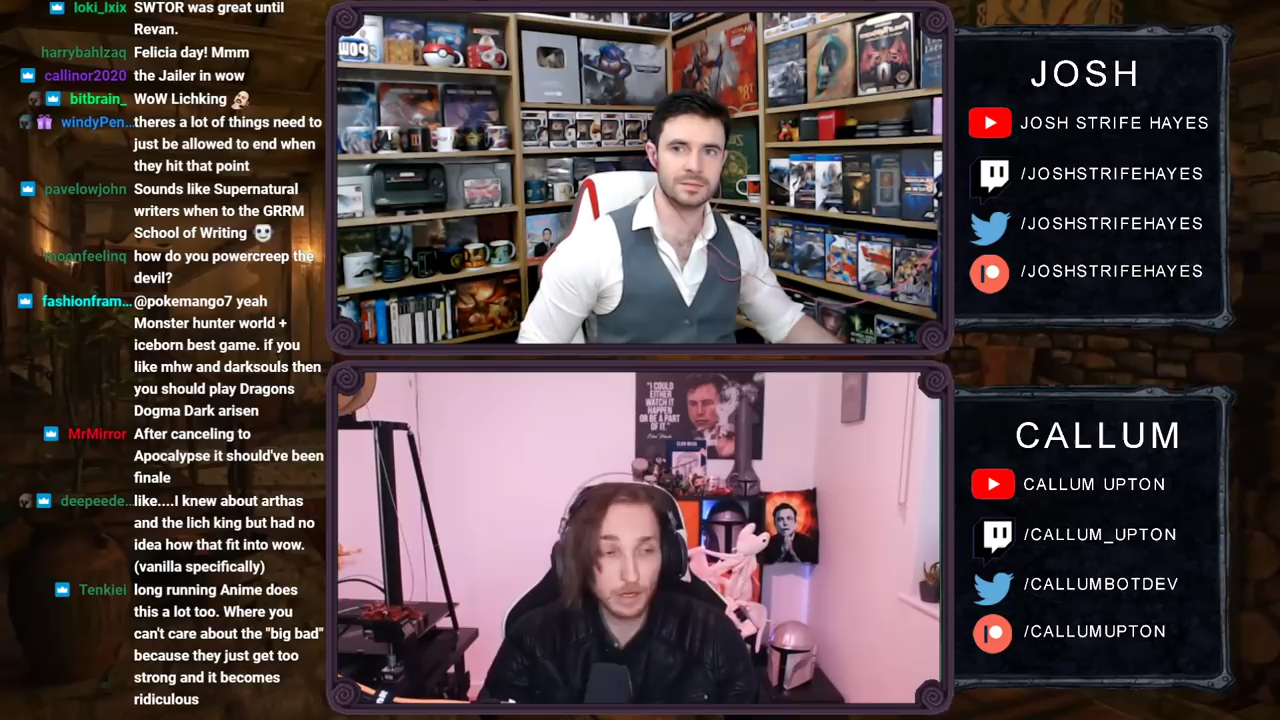 loki_lxix SWTOR was great until
Revan.
harrybahlzaq Felicia day! Mmm
callinor2020 the Jailer in wow
bitbrain_ WoW Lichking
windyPen... theres a lot of things need to
just be allowed to end when
they hit that point
pavelowjohn Sounds like Supernatural
writers when to the GRRM
School of Writing
moonfeelinq how do you powercreep the
devil?
fashionfram... @pokemango7 yeah
Monster hunter world +
iceborn best game. if you
like mhw and darksouls then
you should play Dragons
Dogma Dark arisen
MrMirror After canceling to
Apocalypse it should've been
finale
deepeede... like....I knew about arthas
and the lich king but had no
idea how that fit into wow.
(vanilla specifically)
Tenkiei long running Anime does
this a lot too. Where you
can't care about the "big bad"
because they just get too
strong and it becomes
ridiculous
"I COULD
EITHER
WATCH IT
HAPPEN
OR BE A PART
OF IT."
JOSH
JOSH STRIFE HAYES
/JOSHSTRIFEHAYES
/JOSHSTRIFEHAYES
/JOSHSTRIFEHAYES
CALLUM
CALLUM UPTON
/CALLUM_UPTON
/CALLUMBOTDEV
/CALLUMUPTON